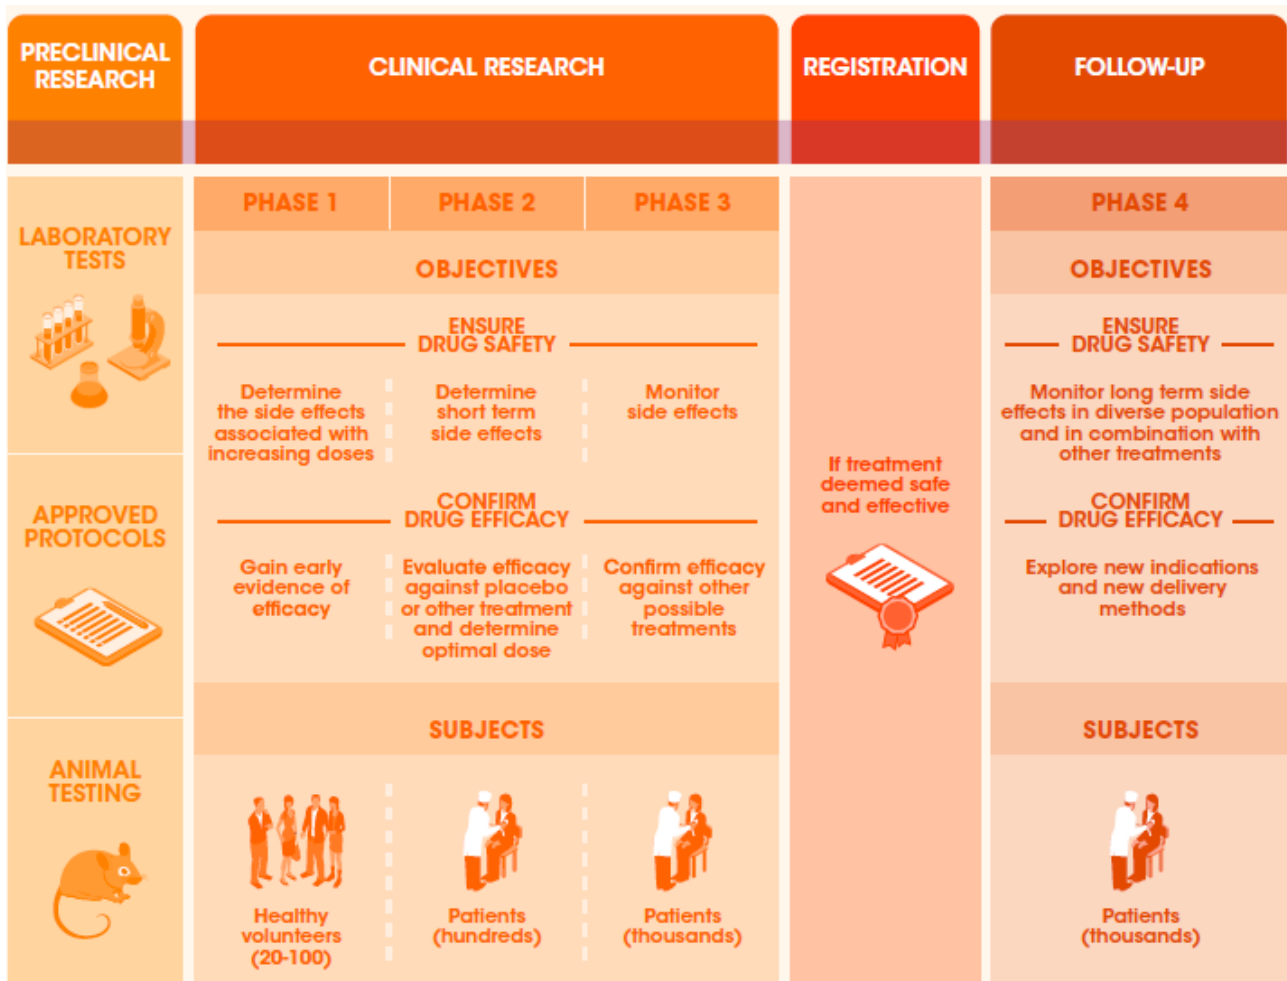 PRECLINICAL
RESEARCH
CLINICAL RESEARCH
REGISTRATION
FOLLOW-UP
LABORATORY
TESTS
APPROVED
PROTOCOLS
ANIMAL
TESTING
PHASE 1
PHASE 2
PHASE 3
OBJECTIVES
ENSURE
DRUG SAFETY
Determine
the side effects
associated with
increasing doses
Determine
short term
side effects
Monitor
side effects
CONFIRM
DRUG EFFICACY
Gain early
evidence of
efficacy
Evaluate efficacy
against placebo
or other treatment
and determine
optimal dose
Confirm efficacy
against other
possible
treatments
SUBJECTS
Healthy
volunteers
(20-100)
Patients
(hundreds)
Patients
(thousands)
If treatment
deemed safe
and effective
PHASE 4
OBJECTIVES
ENSURE
DRUG SAFETY
Monitor long term side
effects in diverse population
and in combination with
other treatments
CONFIRM
DRUG EFFICACY
Explore new indications
and new delivery
methods
SUBJECTS
Patients
(thousands)